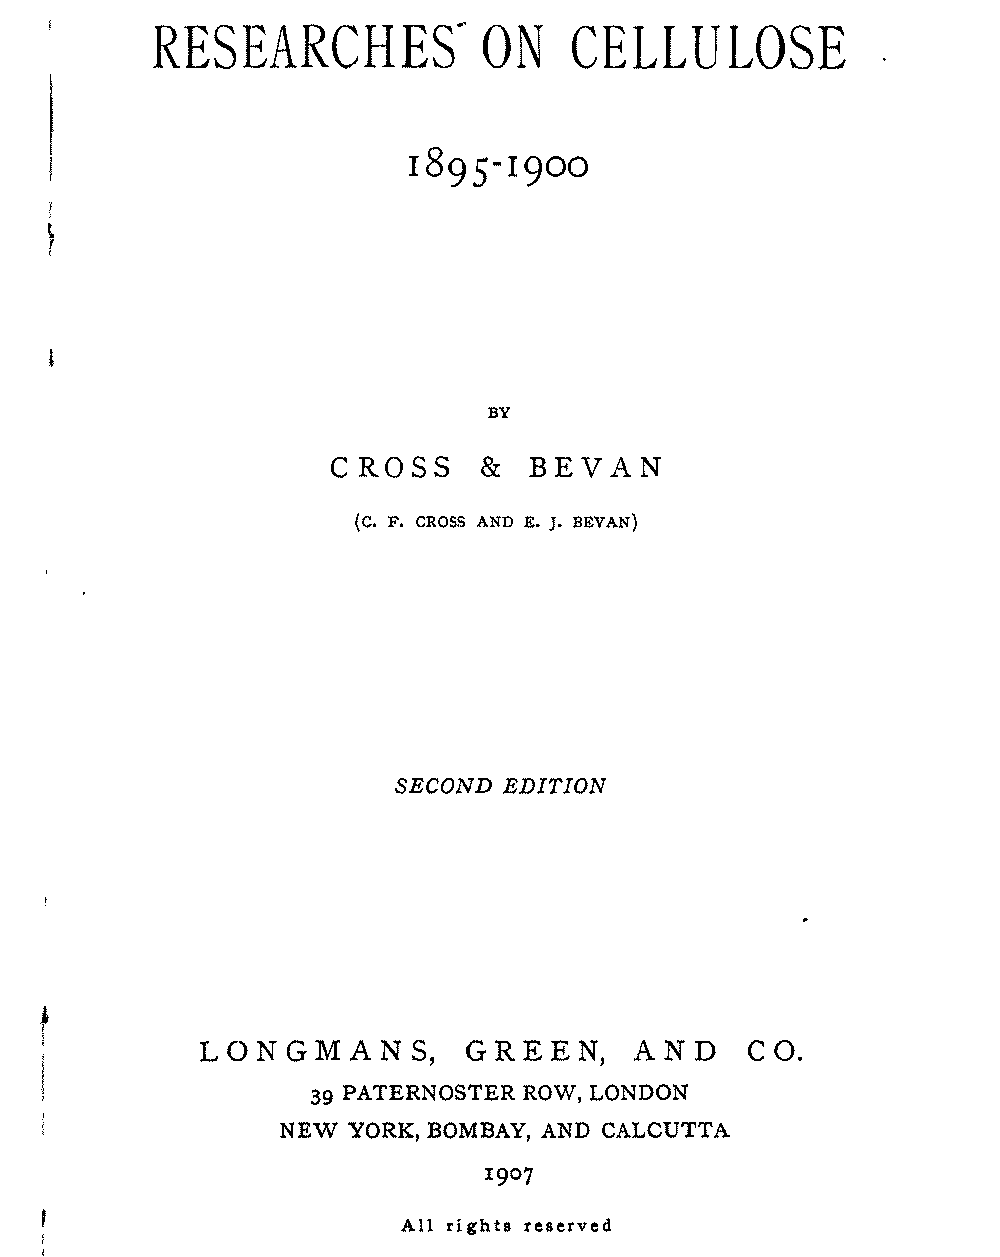 RESEARCHES ON CELLULOSE
1895-1900
BY
CROSS & BEVAN
(C. F. CROSS AND E. J. BEVAN)
SECOND EDITION
LONGMANS, GREEN, AND CO.
39 PATERNOSTER ROW, LONDON
NEW YORK, BOMBAY, AND CALCUTTA
1907
All rights reserved